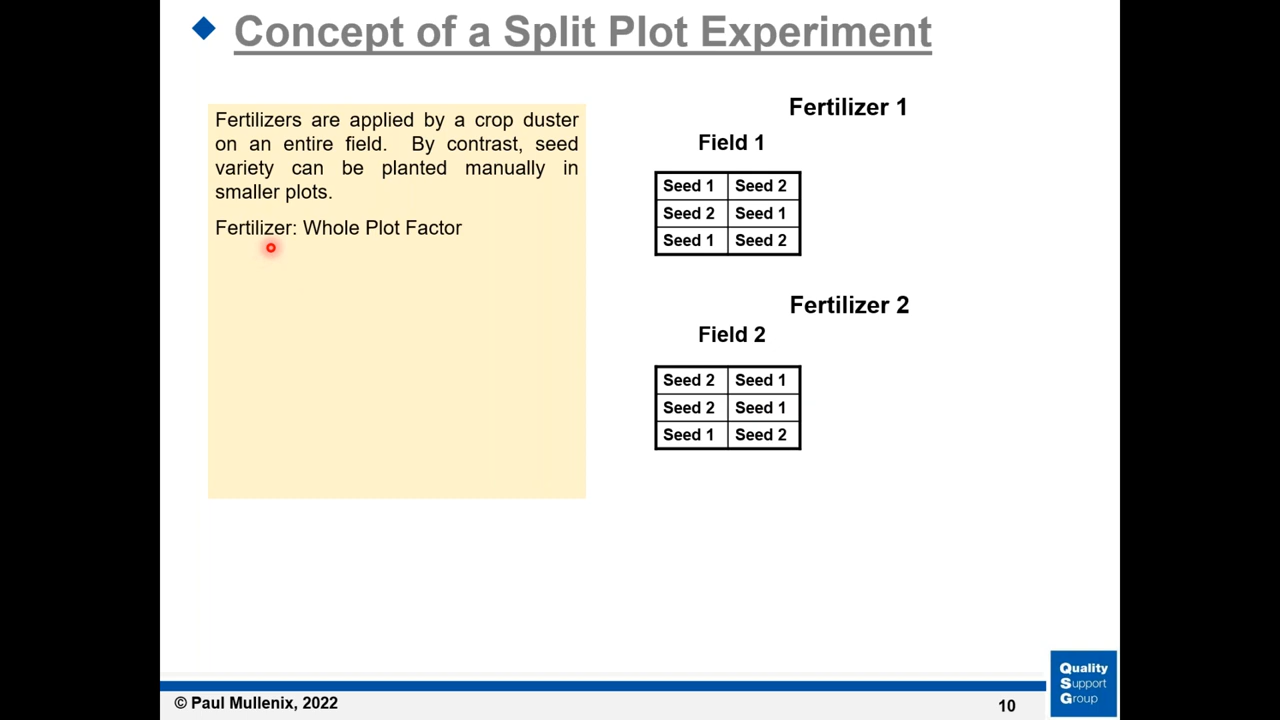 Concept of a Split Plot Experiment
Fertilizers are applied by a crop duster
on an entire field. By contrast, seed
variety can be planted manually in
smaller plots.
Fertilizer: Whole Plot Factor
Fertilizer 1
Field 1
Seed 1 Seed 2
Seed 2 Seed 1
Seed 1 Seed 2
Fertilizer 2
Field 2
Seed 2 Seed 1
Seed 2 Seed 1
Seed 1 Seed 2
© Paul Mullenix, 2022
10
Quality
Support
Group